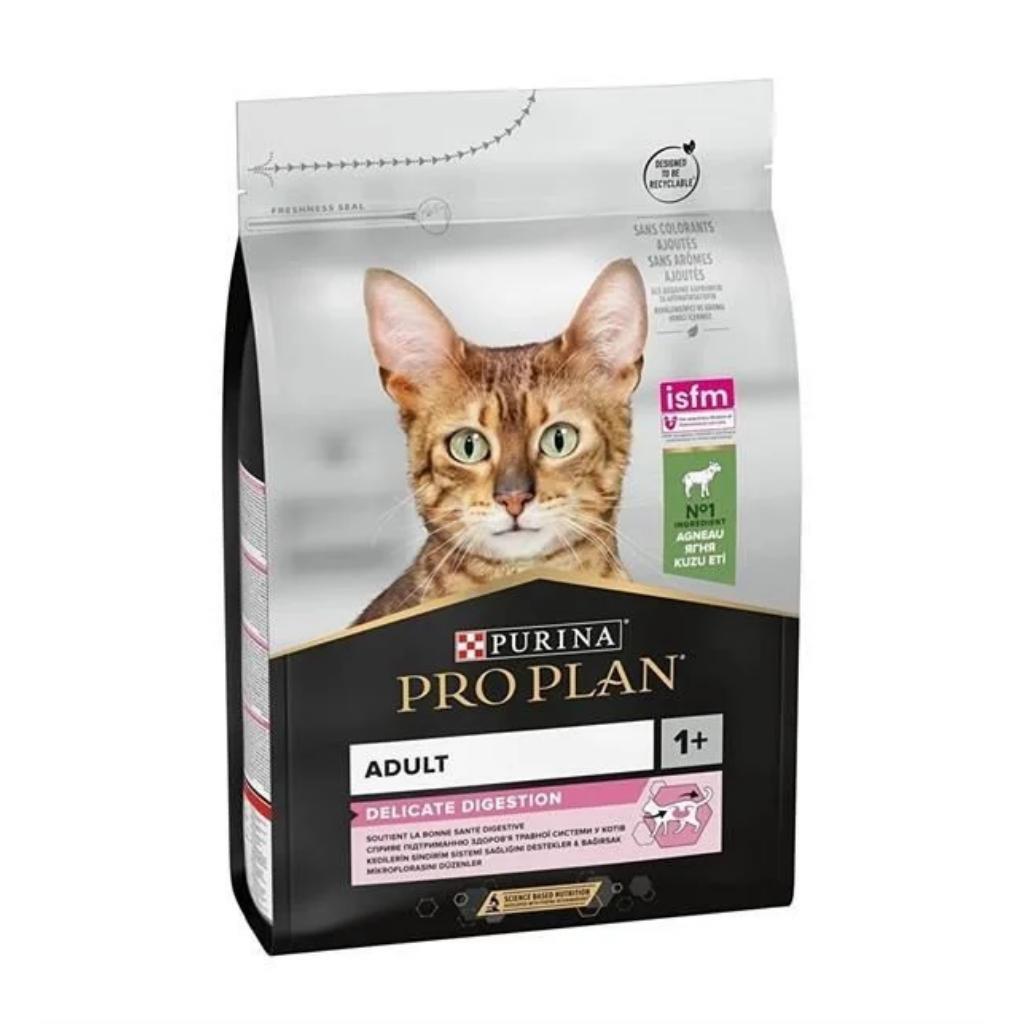 FRESHNESS SEAL
DESIGNED
TO BE
RECYCLABLE
SANS COLORANTS
AJOUTÉS
SANS ARÔMES
AJOUTÉS
isfm
Nº1
INGREDIENT
AGNEAU
ЯГНЯ
KUZU ETİ
PURINA
PRO PLAN
ADULT
1+
DELICATE DIGESTION
SOUTIENT LA BONNE SANTÉ DIGESTIVE
СПРИЯЄ ПІДТРИМАННЮ ЗДОРОВ'Я ТРАВНОЇ СИСТЕМИ У КОТІВ
KEDİLERİN SİNDİRİM SİSTEMİ SAĞLIĞINI DESTEKLER & BAĞIRSAK
MİKROFLORASINI DÜZENLER
SCIENCE BASED NUTRITION